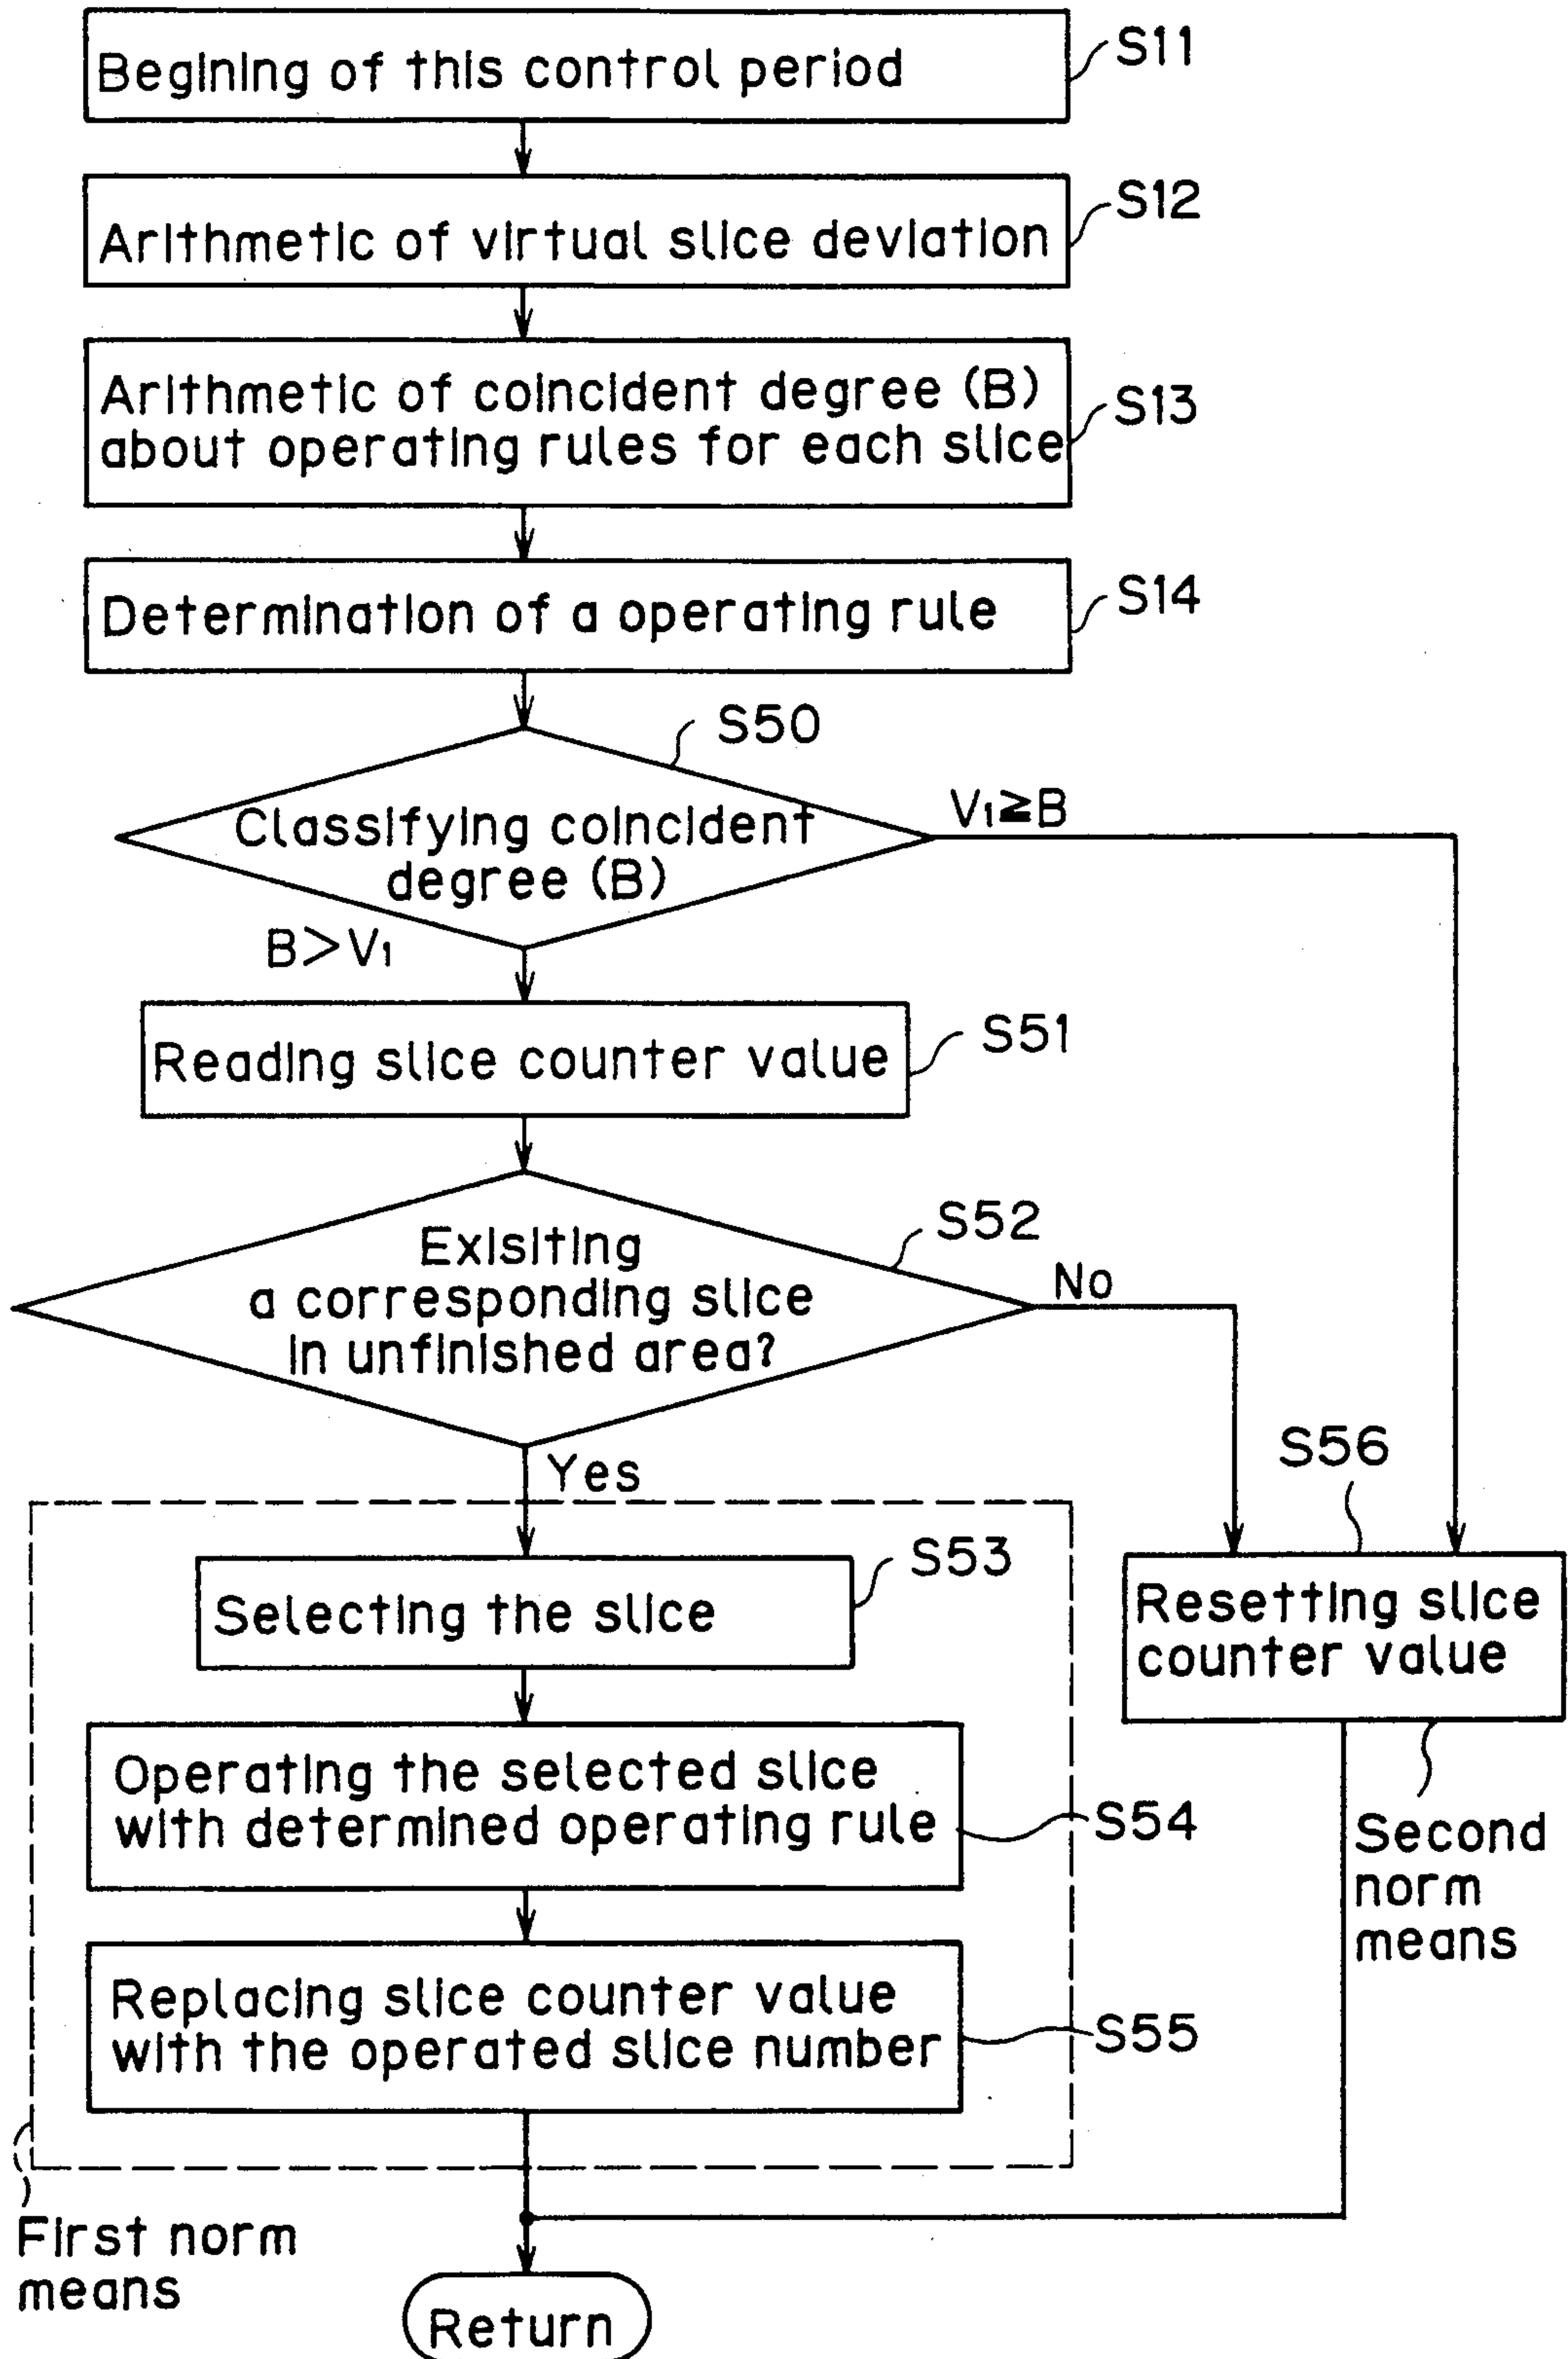 Begining of this control period
S11
Arithmetic of virtual slice deviation
S12
Arithmetic of coincident degree (B)
about operating rules for each slice
S13
Determination of a operating rule
S14
S50
Classifying coincident
degree (B)
V1≧B
B>V1
Reading slice counter value
S51
Exisiting
a corresponding slice
in unfinished area?
S52
No
Yes
S53
Selecting the slice
S56
Resetting slice
counter value
Operating the selected slice
with determined operating rule
S54
Second
norm
means
Replacing slice counter value
with the operated slice number
S55
First norm
means
Return